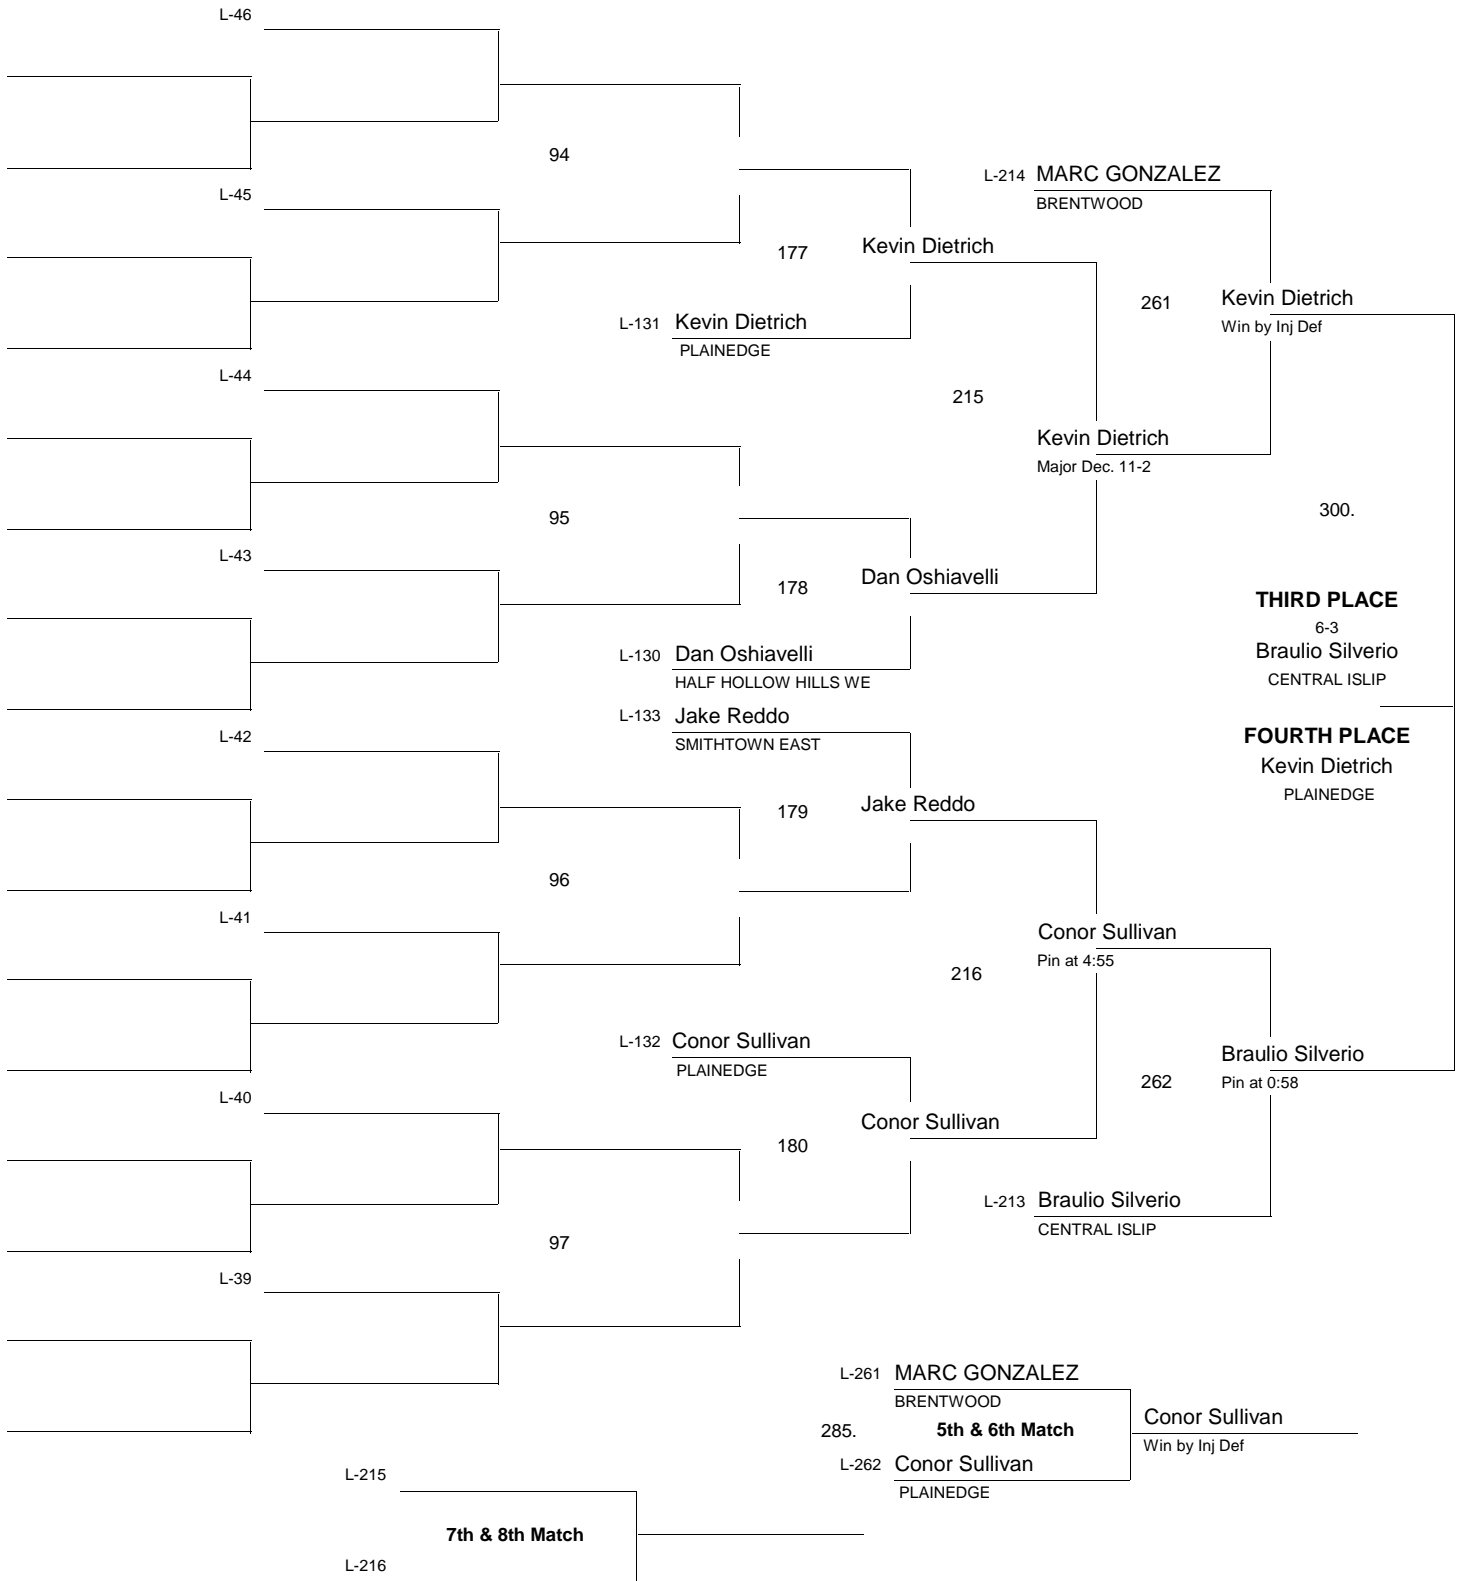 L-46
94
L-214 MARC GONZALEZ
BRENTWOOD
L-45
177 Kevin Dietrich
261 Kevin Dietrich
Win by Inj Def
L-131 Kevin Dietrich
PLAINEDGE
L-44
215
Kevin Dietrich
Major Dec. 11-2
95
300.
L-43
178 Dan Oshiavelli
THIRD PLACE
6-3
Braulio Silverio
CENTRAL ISLIP
L-130 Dan Oshiavelli
HALF HOLLOW HILLS WE
L-133 Jake Reddo
SMITHTOWN EAST
L-42
FOURTH PLACE
Kevin Dietrich
PLAINEDGE
179 Jake Reddo
96
L-41
Conor Sullivan
Pin at 4:55
216
L-132 Conor Sullivan
PLAINEDGE
Braulio Silverio
262 Pin at 0:58
L-40
Conor Sullivan
180
L-213 Braulio Silverio
CENTRAL ISLIP
97
L-39
L-261 MARC GONZALEZ
BRENTWOOD
285. 5th & 6th Match
Conor Sullivan
Win by Inj Def
L-262 Conor Sullivan
PLAINEDGE
L-215
7th & 8th Match
L-216